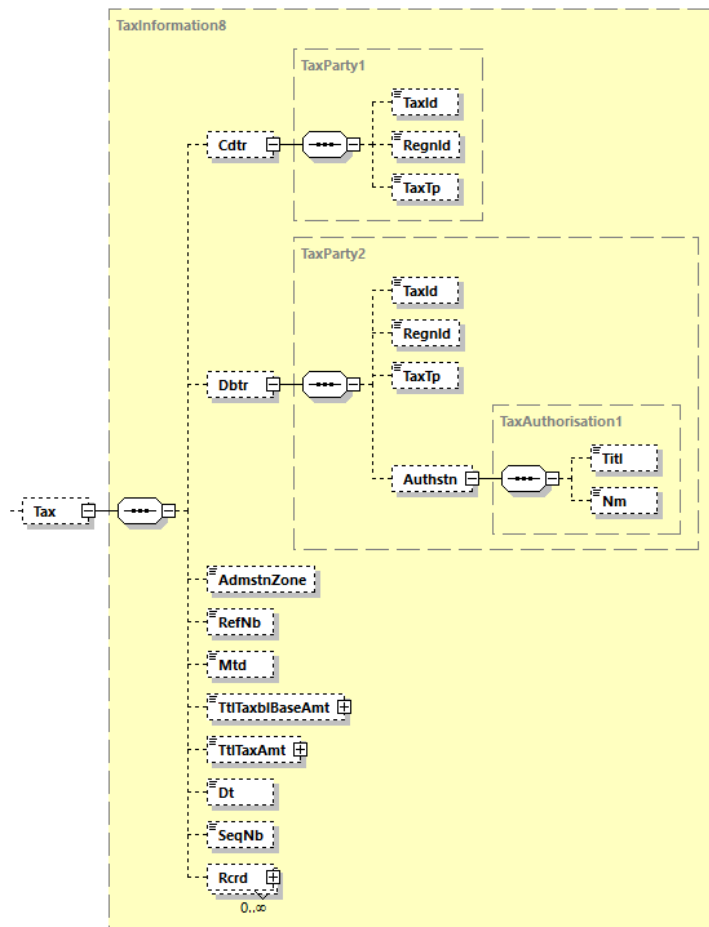 TaxInformation8
TaxParty1
TaxId
Cdtr
RegnId
TaxTp
TaxParty2
TaxId
RegnId
Dbtr
TaxTp
TaxAuthorisation1
Titl
Authstn
Nm
Tax
AdmstnZone
RefNb
Mtd
TtlTaxblBaseAmt
TtlTaxAmt
Dt
SeqNb
Rcrd
0..∞